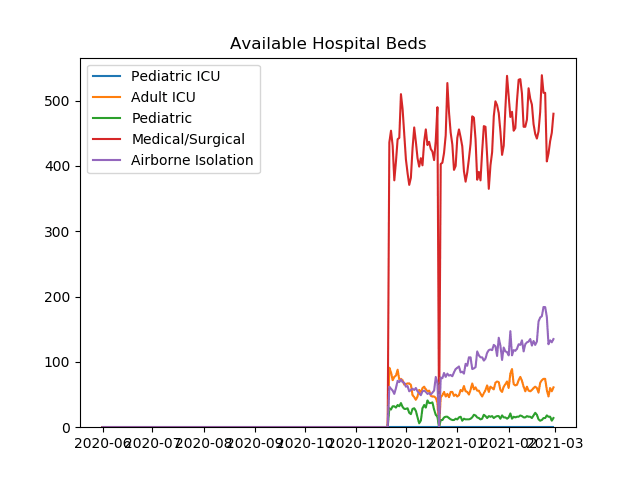 Available Hospital Beds
Pediatric ICU
Adult ICU
Pediatric
Medical/Surgical
Airborne Isolation
500
400
300
200
100
0
2020-06 2020-07 2020-08 2020-09 2020-10 2020-11 2020-12 2021-01 2021-02 2021-03